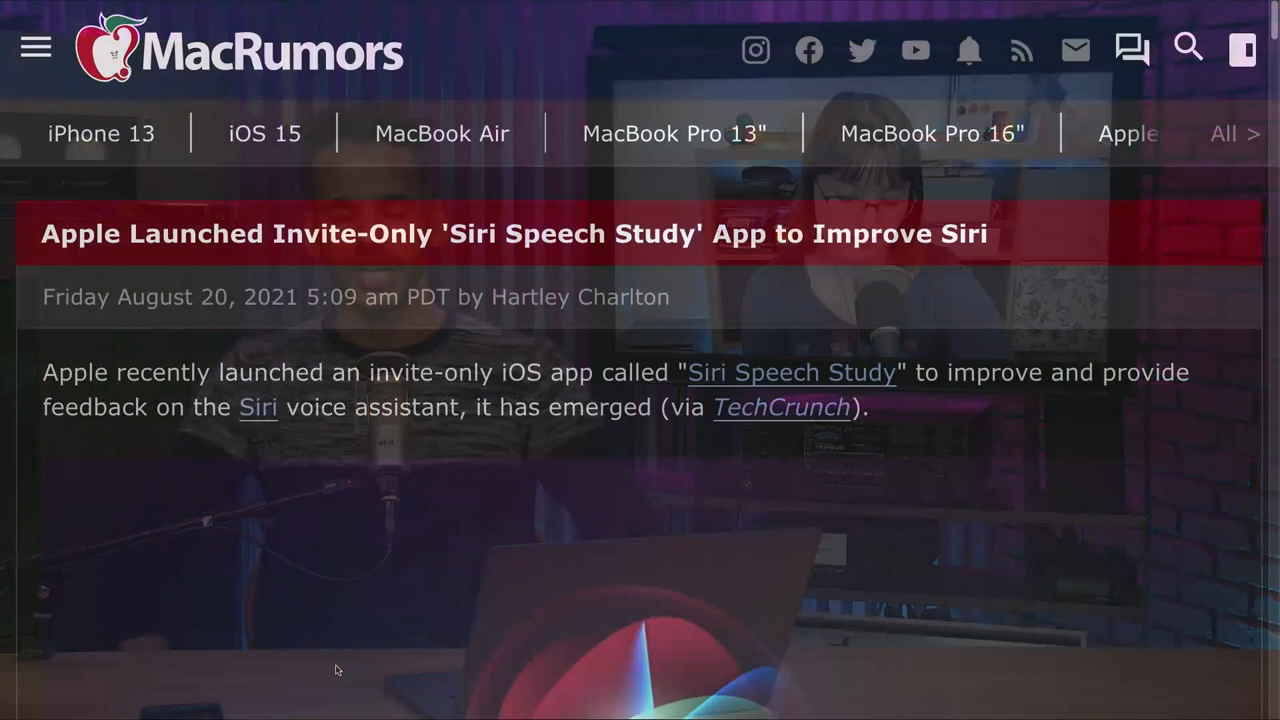 MacRumors
iPhone 13
iOS 15
MacBook Air
MacBook Pro 13"
MacBook Pro 16"
Apple
All >
Apple Launched Invite-Only 'Siri Speech Study' App to Improve Siri
Friday August 20, 2021 5:09 am PDT by Hartley Charlton
Apple recently launched an invite-only iOS app called "Siri Speech Study" to improve and provide
feedback on the Siri voice assistant, it has emerged (via TechCrunch).